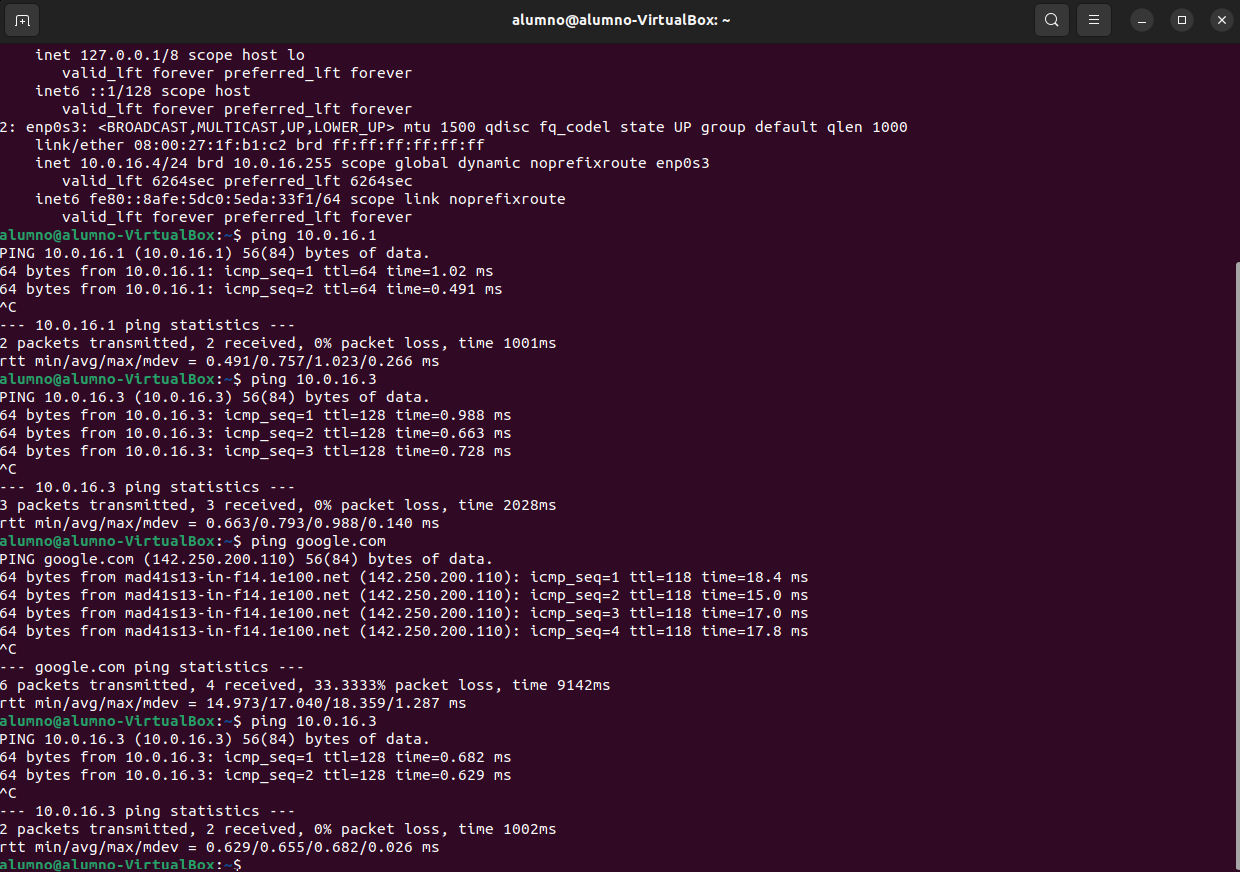 alumno@alumno-VirtualBox: ~
inet 127.0.0.1/8 scope host lo
valid_lft forever preferred_lft forever
inet6 ::1/128 scope host
valid_lft forever preferred_lft forever
2: enp0s3: <BROADCAST,MULTICAST,UP,LOWER_UP> mtu 1500 qdisc fq_codel state UP group default qlen 1000
link/ether 08:00:27:1f:b1:c2 brd ff:ff:ff:ff:ff:ff
inet 10.0.16.4/24 brd 10.0.16.255 scope global dynamic noprefixroute enp0s3
valid_lft 6264sec preferred_lft 6264sec
inet6 fe80::8afe:5dc0:5eda:33f1/64 scope link noprefixroute
valid_lft forever preferred_lft forever
alumno@alumno-VirtualBox:~$ ping 10.0.16.1
PING 10.0.16.1 (10.0.16.1) 56(84) bytes of data.
64 bytes from 10.0.16.1: icmp_seq=1 ttl=64 time=1.02 ms
64 bytes from 10.0.16.1: icmp_seq=2 ttl=64 time=0.491 ms
^C
--- 10.0.16.1 ping statistics ---
2 packets transmitted, 2 received, 0% packet loss, time 1001ms
rtt min/avg/max/mdev = 0.491/0.757/1.023/0.266 ms
alumno@alumno-VirtualBox:~$ ping 10.0.16.3
PING 10.0.16.3 (10.0.16.3) 56(84) bytes of data.
64 bytes from 10.0.16.3: icmp_seq=1 ttl=128 time=0.988 ms
64 bytes from 10.0.16.3: icmp_seq=2 ttl=128 time=0.663 ms
64 bytes from 10.0.16.3: icmp_seq=3 ttl=128 time=0.728 ms
^C
--- 10.0.16.3 ping statistics ---
3 packets transmitted, 3 received, 0% packet loss, time 2028ms
rtt min/avg/max/mdev = 0.663/0.793/0.988/0.140 ms
alumno@alumno-VirtualBox:~$ ping google.com
PING google.com (142.250.200.110) 56(84) bytes of data.
64 bytes from mad41s13-in-f14.1e100.net (142.250.200.110): icmp_seq=1 ttl=118 time=18.4 ms
64 bytes from mad41s13-in-f14.1e100.net (142.250.200.110): icmp_seq=2 ttl=118 time=15.0 ms
64 bytes from mad41s13-in-f14.1e100.net (142.250.200.110): icmp_seq=3 ttl=118 time=17.0 ms
64 bytes from mad41s13-in-f14.1e100.net (142.250.200.110): icmp_seq=4 ttl=118 time=17.8 ms
^C
--- google.com ping statistics ---
6 packets transmitted, 4 received, 33.3333% packet loss, time 9142ms
rtt min/avg/max/mdev = 14.973/17.040/18.359/1.287 ms
alumno@alumno-VirtualBox:~$ ping 10.0.16.3
PING 10.0.16.3 (10.0.16.3) 56(84) bytes of data.
64 bytes from 10.0.16.3: icmp_seq=1 ttl=128 time=0.682 ms
64 bytes from 10.0.16.3: icmp_seq=2 ttl=128 time=0.629 ms
^C
--- 10.0.16.3 ping statistics ---
2 packets transmitted, 2 received, 0% packet loss, time 1002ms
rtt min/avg/max/mdev = 0.629/0.655/0.682/0.026 ms
alumno@alumno-VirtualBox:~$